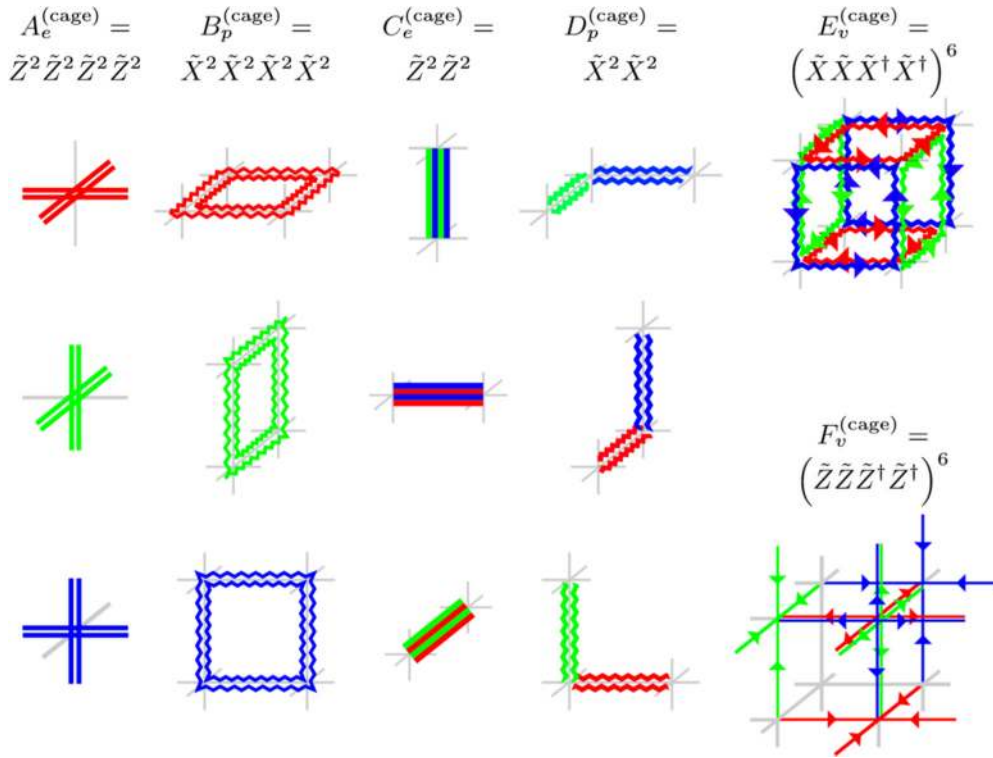 A_e^{(cage)} = B_p^{(cage)} = C_e^{(cage)} = D_p^{(cage)} = E_v^{(cage)} =
Z̃²Z̃²Z̃²Z̃² X̃²X̃²X̃²X̃² Z̃²Z̃² X̃²X̃² (X̃X̃X̃†X̃†)⁶
F_v^{(cage)} =
(Z̃Z̃Z̃†Z̃†)⁶